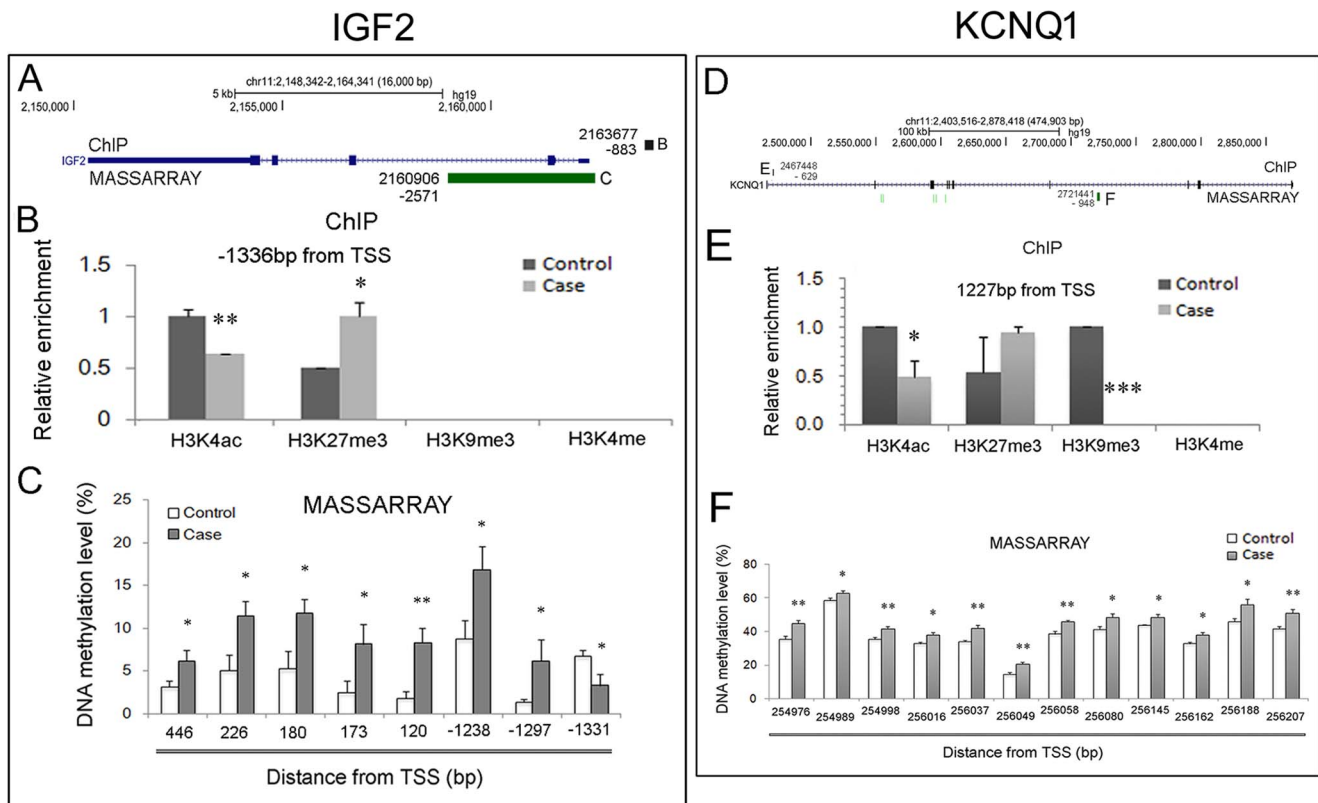 IGF2
A
chr11:2,148,342-2,164,341 (16,000 bp)
5 kb hg19
2,150,000 2,155,000 2,160,000
ChIP
2163677
-883 B
IGF2
MASSARRAY
2160906
-2571
C
B
ChIP
-1336bp from TSS
Relative enrichment
1.5
1
0.5
0
Control
Case
** *
H3K4ac H3K27me3 H3K9me3 H3K4me
C
MASSARRAY
DNA methylation level (%)
25
20
15
10
5
0
Control
Case
* * * * ** * * *
446 226 180 173 120 -1238 -1297 -1331
Distance from TSS (bp)
KCNQ1
D
chr11:2,403,516-2,878,418 (474,903 bp)
100 kb hg19
2,500,000 2,550,000 2,600,000 2,650,000 2,700,000 2,750,000 2,800,000 2,850,000
E 2467448
- 629
ChIP
KCNQ1
2721441
- 948 F
MASSARRAY
E
ChIP
1227bp from TSS
Relative enrichment
1.5
1.0
0.5
0.0
Control
Case
* ***
H3K4ac H3K27me3 H3K9me3 H3K4me
F
MASSARRAY
DNA methylation level (%)
80
60
40
20
0
Control
Case
** * ** * ** ** ** * * * * **
254976 254989 254998 256016 256037 256049 256058 256080 256145 256162 256188 256207
Distance from TSS (bp)